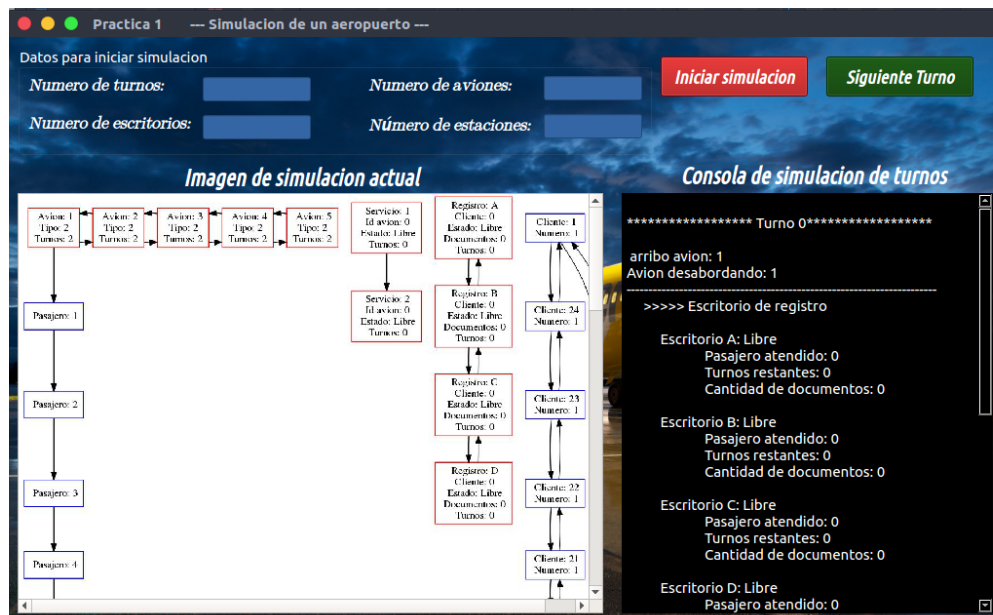 Practica 1 --- Simulacion de un aeropuerto ---
Datos para iniciar simulacion
Numero de turnos:
Numero de aviones:
Numero de escritorios:
Número de estaciones:
Iniciar simulacion
Siguiente Turno
Imagen de simulacion actual
Avion: 1
Tipo: 2
Turnos: 2
Avion: 2
Tipo: 2
Turnos: 2
Avion: 3
Tipo: 2
Turnos: 2
Avion: 4
Tipo: 2
Turnos: 2
Avion: 5
Tipo: 2
Turnos: 2
Pasajero: 1
Pasajero: 2
Pasajero: 3
Pasajero: 4
Servicio: 1
Id avion: 0
Estado: Libre
Turnos: 0
Servicio: 2
Id avion: 0
Estado: Libre
Turnos: 0
Registro: A
Cliente: 0
Estado: Libre
Documentos: 0
Turnos: 0
Registro: B
Cliente: 0
Estado: Libre
Documentos: 0
Turnos: 0
Registro: C
Cliente: 0
Estado: Libre
Documentos: 0
Turnos: 0
Registro: D
Cliente: 0
Estado: Libre
Documentos: 0
Turnos: 0
Cliente: 1
Numero: 1
Cliente: 24
Numero: 1
Cliente: 23
Numero: 1
Cliente: 22
Numero: 1
Cliente: 21
Numero: 1
Consola de simulacion de turnos
****************** Turno 0******************
arribo avion: 1
Avion desabordando: 1
--------------------------------------------------------------------------
>>>>> Escritorio de registro
Escritorio A: Libre
Pasajero atendido: 0
Turnos restantes: 0
Cantidad de documentos: 0
Escritorio B: Libre
Pasajero atendido: 0
Turnos restantes: 0
Cantidad de documentos: 0
Escritorio C: Libre
Pasajero atendido: 0
Turnos restantes: 0
Cantidad de documentos: 0
Escritorio D: Libre
Pasajero atendido: 0